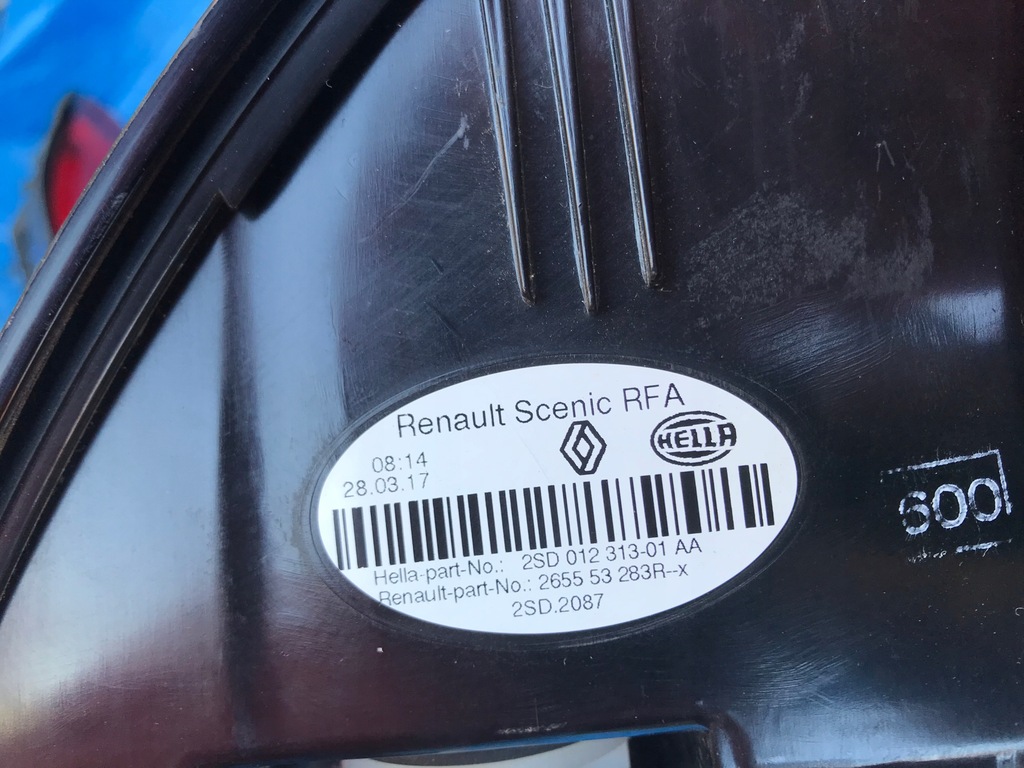 Renault Scenic RFA
08:14
28.03.17
HELLA
Hella-part-No.: 2SD 012 313-01 AA
Renault-part-No.: 2655 53 283R--x
2SD.2087
600